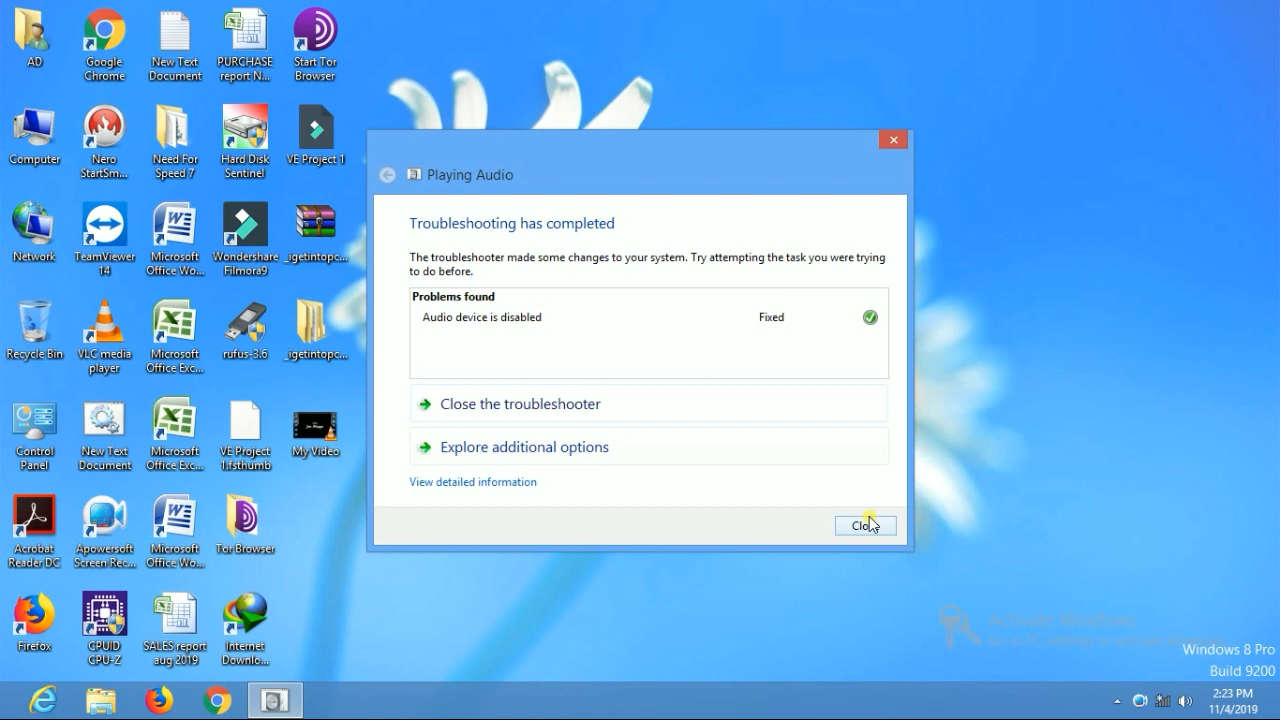 AD
Google
Chrome
New Text
Document
PURCHASE
report N...
Start Tor
Browser
Computer
Nero
StartSm...
Need For
Speed 7
Hard Disk
Sentinel
VE Project 1
Network
TeamViewer
14
Microsoft
Office Wo...
Wondershare
Filmora9
_igetintopc...
Recycle Bin
VLC media
player
Microsoft
Office Exc...
rufus-3.6
_igetintopc...
Control
Panel
New Text
Document
Microsoft
Office Exc...
VE Project
1.fsthumb
My Video
Acrobat
Reader DC
Apowersoft
Screen Rec...
Microsoft
Office Wo...
Tor Browser
Firefox
CPUID
CPU-Z
SALES report
aug 2019
Internet
Downlo...
Playing Audio
Troubleshooting has completed
The troubleshooter made some changes to your system. Try attempting the task you were trying
to do before.
Problems found
Audio device is disabled Fixed
Close the troubleshooter
Explore additional options
View detailed information
Activate Windows
Windows 8 Pro
Build 9200
2:23 PM
11/4/2019